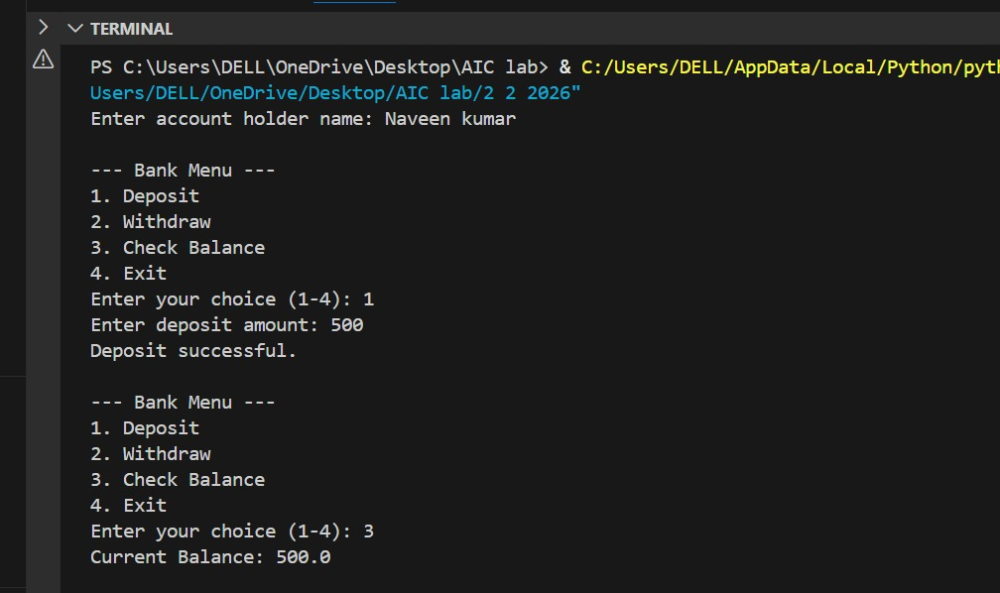 TERMINAL
PS C:\Users\DELL\OneDrive\Desktop\AIC lab> & C:/Users/DELL/AppData/Local/Python/pyth
Users/DELL/OneDrive/Desktop/AIC lab/2 2 2026"
Enter account holder name: Naveen kumar
--- Bank Menu ---
1. Deposit
2. Withdraw
3. Check Balance
4. Exit
Enter your choice (1-4): 1
Enter deposit amount: 500
Deposit successful.
--- Bank Menu ---
1. Deposit
2. Withdraw
3. Check Balance
4. Exit
Enter your choice (1-4): 3
Current Balance: 500.0